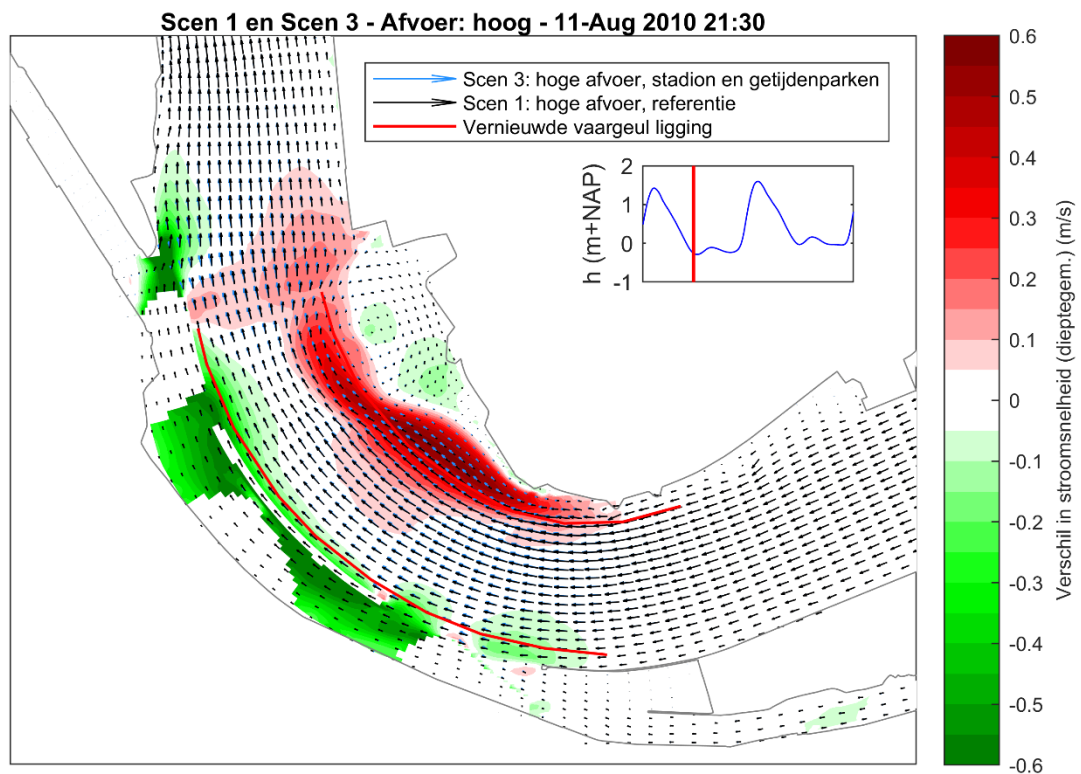 Scen 1 en Scen 3 - Afvoer: hoog - 11-Aug 2010 21:30
Scen 3: hoge afvoer, stadion en getijdenparken
Scen 1: hoge afvoer, referentie
Vernieuwde vaargeul ligging
h (m+NAP)
2
1
0
-1
0.6
0.5
0.4
0.3
0.2
0.1
0
-0.1
-0.2
-0.3
-0.4
-0.5
-0.6
Verschil in stroomsnelheid (dieptegem.) (m/s)